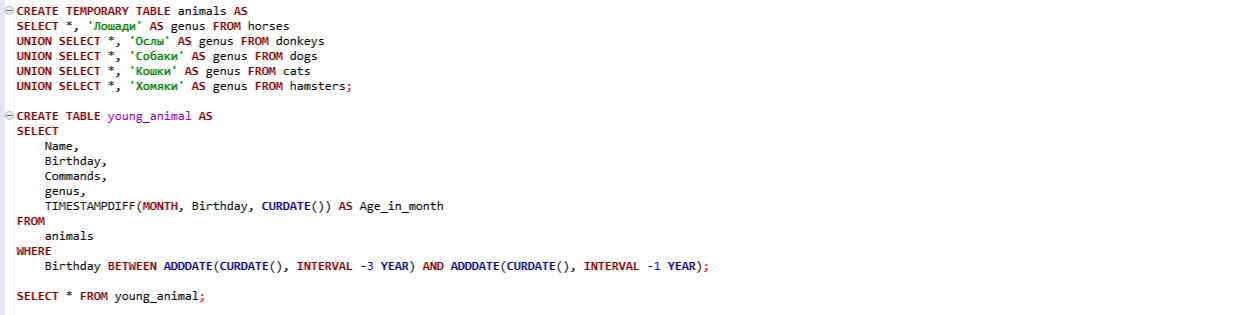 CREATE TEMPORARY TABLE animals AS
SELECT *, 'Лошади' AS genus FROM horses
UNION SELECT *, 'Ослы' AS genus FROM donkeys
UNION SELECT *, 'Собаки' AS genus FROM dogs
UNION SELECT *, 'Кошки' AS genus FROM cats
UNION SELECT *, 'Хомяки' AS genus FROM hamsters;
CREATE TABLE young_animal AS
SELECT
Name,
Birthday,
Commands,
genus,
TIMESTAMPDIFF(MONTH, Birthday, CURDATE()) AS Age_in_month
FROM
animals
WHERE
Birthday BETWEEN ADDDATE(CURDATE(), INTERVAL -3 YEAR) AND ADDDATE(CURDATE(), INTERVAL -1 YEAR);
SELECT * FROM young_animal;